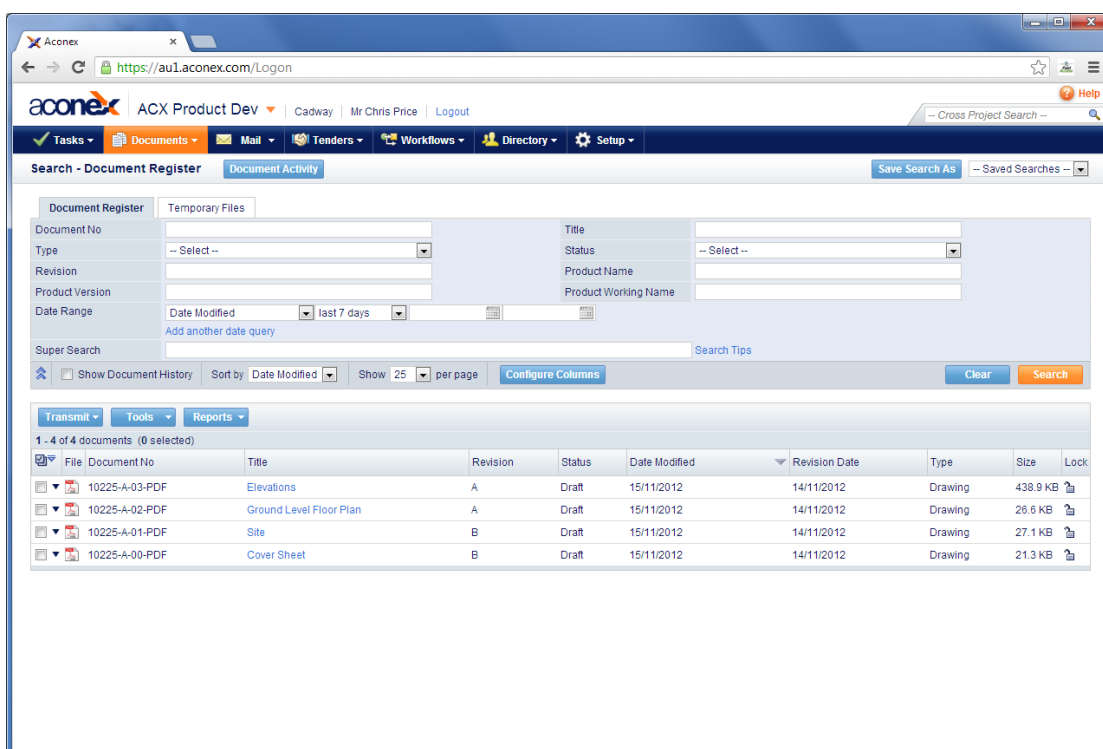 Aconex
https://au1.aconex.com/Logon
Help
aconex ACX Product Dev Cadway Mr Chris Price Logout
-- Cross Project Search --
Tasks Documents Mail Tenders Workflows Directory Setup
Search - Document Register Document Activity Save Search As -- Saved Searches --
Document Register Temporary Files
Document No Title
Type -- Select -- Status -- Select --
Revision Product Name
Product Version Product Working Name
Date Range Date Modified last 7 days
Add another date query
Super Search Search Tips
Show Document History Sort by Date Modified Show 25 per page Configure Columns Clear Search
Transmit Tools Reports
1 - 4 of 4 documents (0 selected)
File Document No Title Revision Status Date Modified Revision Date Type Size Lock
10225-A-03-PDF Elevations A Draft 15/11/2012 14/11/2012 Drawing 438.9 KB
10225-A-02-PDF Ground Level Floor Plan A Draft 15/11/2012 14/11/2012 Drawing 26.6 KB
10225-A-01-PDF Site B Draft 15/11/2012 14/11/2012 Drawing 27.1 KB
10225-A-00-PDF Cover Sheet B Draft 15/11/2012 14/11/2012 Drawing 21.3 KB